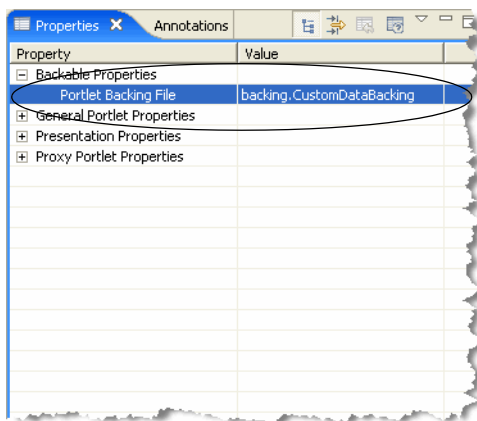 Properties Annotations
Property Value
Backable Properties
Portlet Backing File backing.CustomDataBacking
General Portlet Properties
Presentation Properties
Proxy Portlet Properties